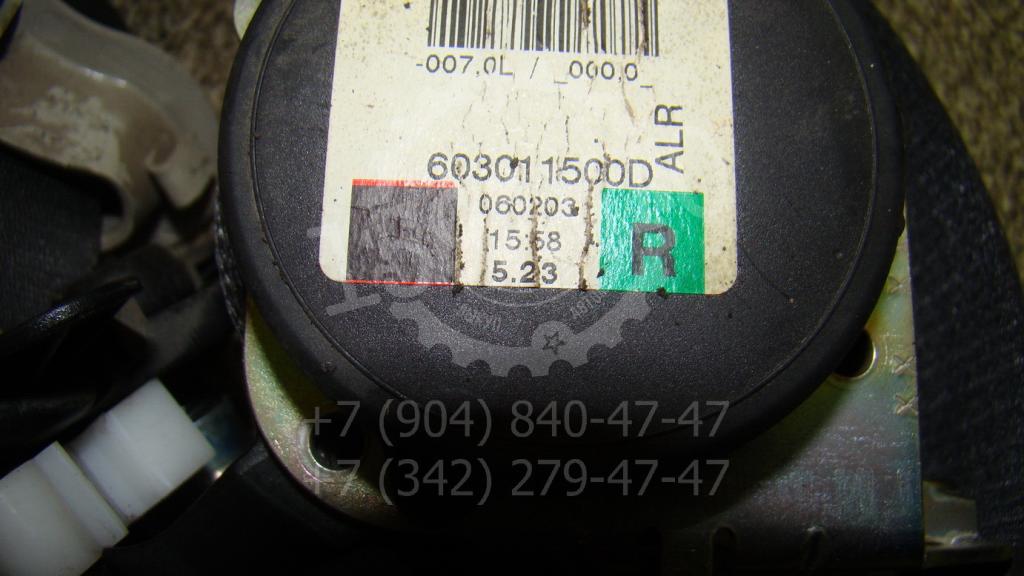 -007,0L / _000,0_
ALR
603011500D
060203
15:58
5.23
R
+7 (904) 840-47-47
+7 (342) 279-47-47